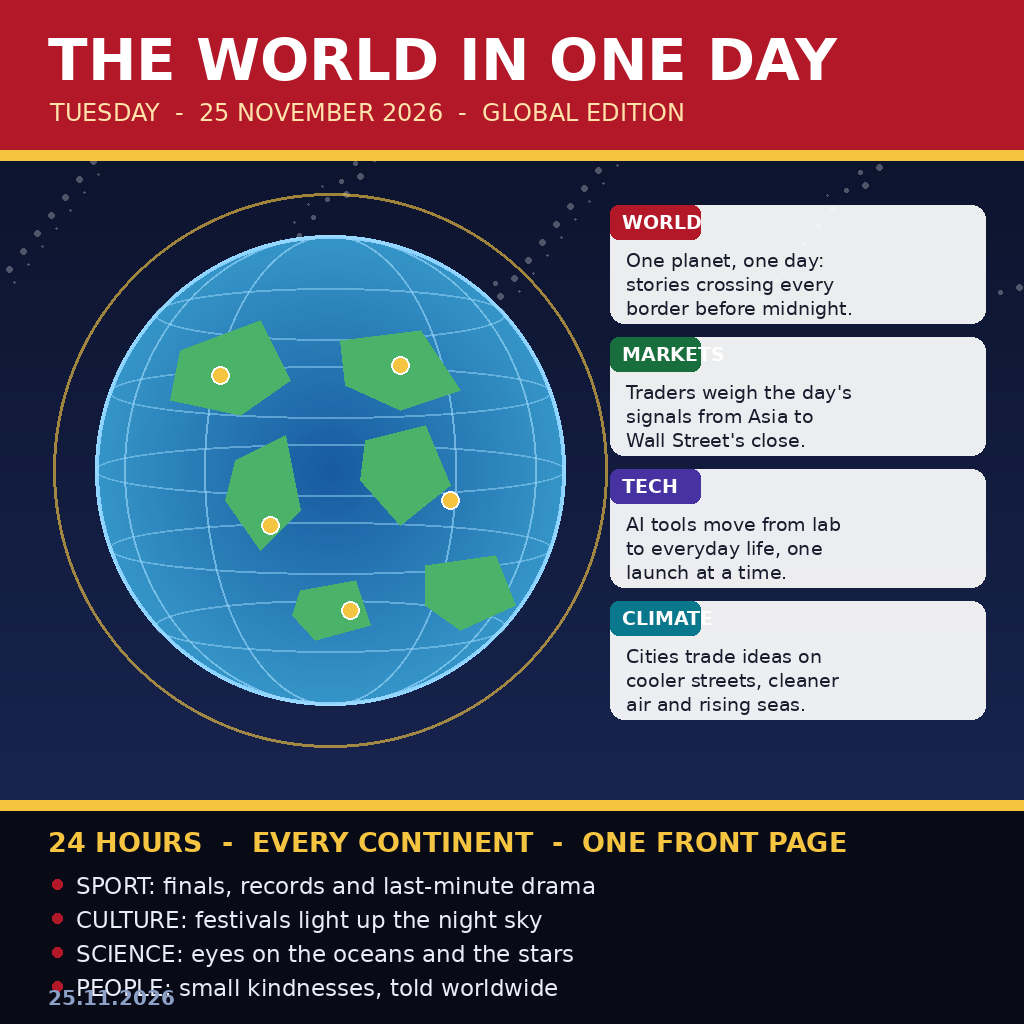 THE WORLD IN ONE DAY
TUESDAY - 25 NOVEMBER 2026 - GLOBAL EDITION
WORLD
One planet, one day:
stories crossing every
border before midnight.
MARKETS
Traders weigh the day's
signals from Asia to
Wall Street's close.
TECH
AI tools move from lab
to everyday life, one
launch at a time.
CLIMATE
Cities trade ideas on
cooler streets, cleaner
air and rising seas.
24 HOURS - EVERY CONTINENT - ONE FRONT PAGE
SPORT: finals, records and last-minute drama
CULTURE: festivals light up the night sky
SCIENCE: eyes on the oceans and the stars
PEOPLE: small kindnesses, told worldwide
25.11.2026